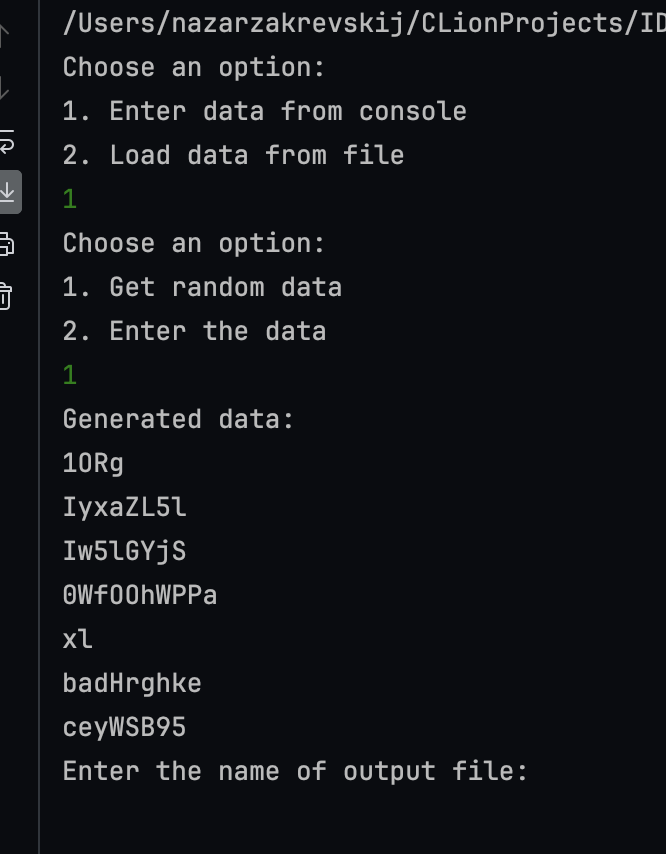 /Users/nazarzakrevskij/CLionProjects/ID
Choose an option:
1. Enter data from console
2. Load data from file
1
Choose an option:
1. Get random data
2. Enter the data
1
Generated data:
1ORg
IyxaZL5l
Iw5lGYjS
0WfOOhWPPa
xl
badHrghke
ceyWSB95
Enter the name of output file: